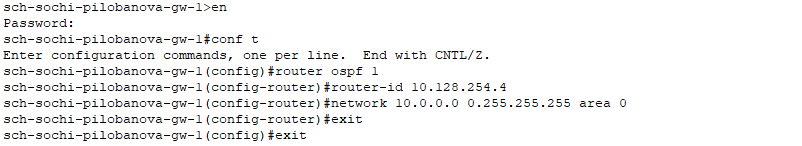 sch-sochi-pilobanova-gw-1>en
Password:
sch-sochi-pilobanova-gw-1#conf t
Enter configuration commands, one per line.  End with CNTL/Z.
sch-sochi-pilobanova-gw-1(config)#router ospf 1
sch-sochi-pilobanova-gw-1(config-router)#router-id 10.128.254.4
sch-sochi-pilobanova-gw-1(config-router)#network 10.0.0.0 0.255.255.255 area 0
sch-sochi-pilobanova-gw-1(config-router)#exit
sch-sochi-pilobanova-gw-1(config)#exit